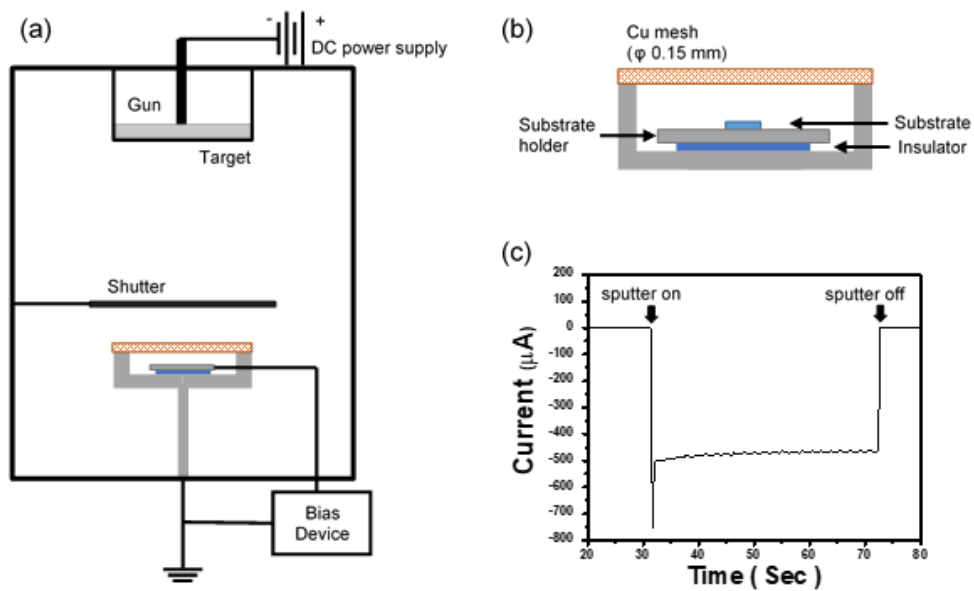 (a)
- +
DC power supply
Gun
Target
Shutter
Bias
Device
(b)
Cu mesh
(φ 0.15 mm)
Substrate
holder
Substrate
Insulator
(c)
sputter on
sputter off
200
100
0
-100
-200
-300
-400
-500
-600
-700
-800
Current (μA)
20
30
40
50
60
70
80
Time ( Sec )